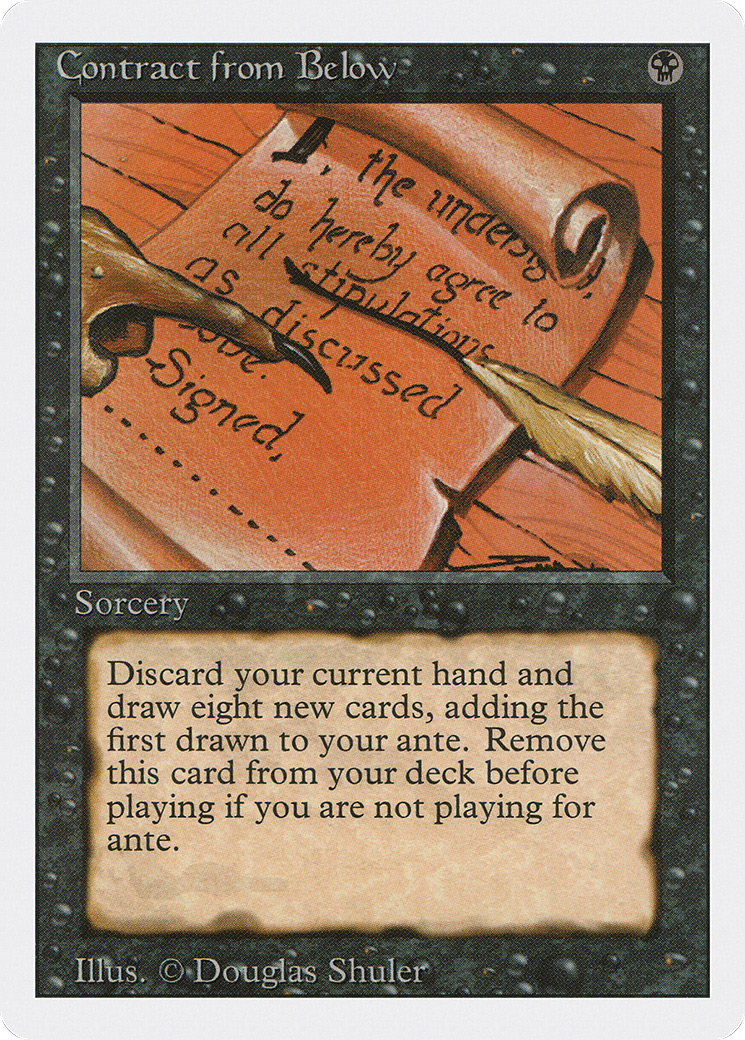 Contract from Below
I, the undersigned,
do hereby agree to
all stipulations
as discussed
Signed,
Sorcery
Discard your current hand and
draw eight new cards, adding the
first drawn to your ante. Remove
this card from your deck before
playing if you are not playing for
ante.
Illus. © Douglas Shuler